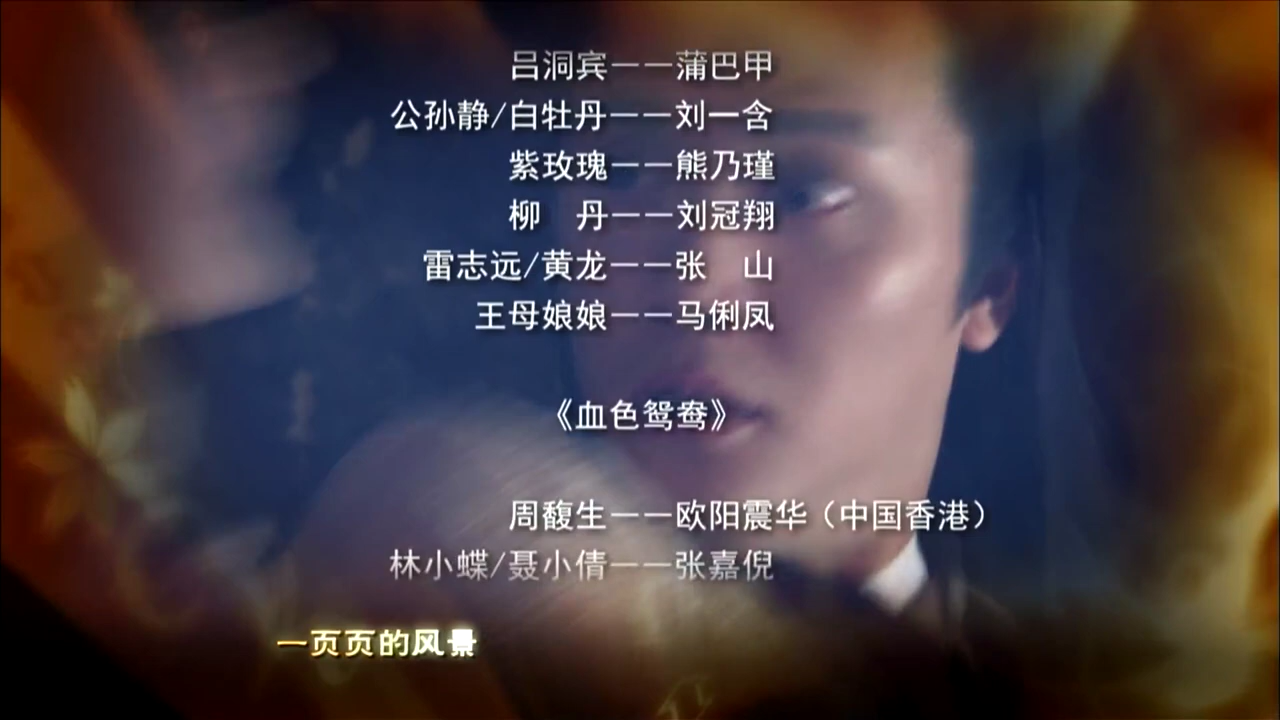 吕洞宾——蒲巴甲
公孙静/白牡丹——刘一含
紫玫瑰——熊乃瑾
柳　丹——刘冠翔
雷志远/黄龙——张　山
王母娘娘——马俐凤
《血色鸳鸯》
周馥生——欧阳震华（中国香港）
林小蝶/聂小倩——张嘉倪
一页页的风景